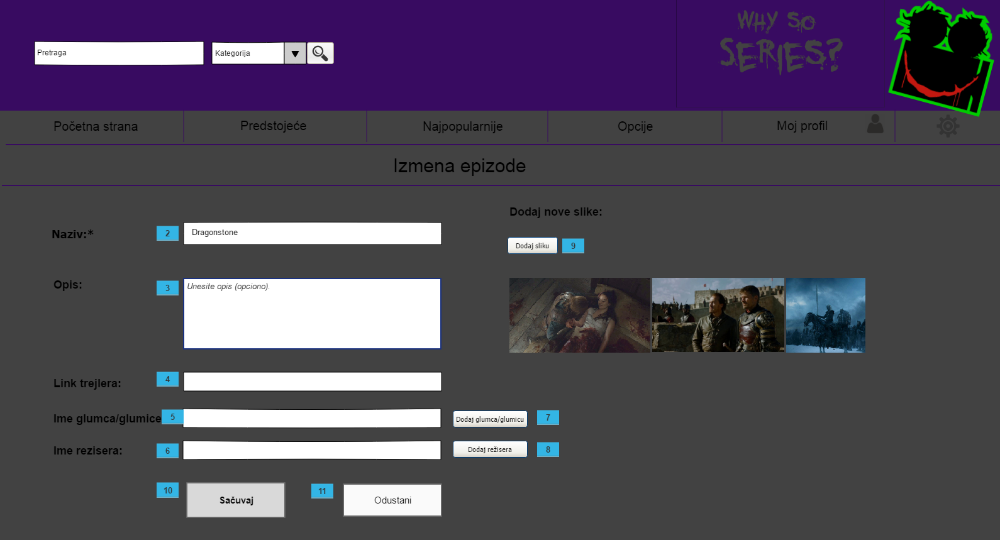 WHY SO
SERIES?
Pretraga
Kategorija
Početna strana
Predstojeće
Najpopularnije
Opcije
Moj profil
Izmena epizode
Naziv:*
2
Dragonstone
Opis:
3
Unesite opis (opciono).
Link trejlera:
4
Ime glumca/glumice
5
Dodaj glumca/glumicu
7
Ime rezisera:
6
Dodaj režisera
8
10
Sačuvaj
11
Odustani
Dodaj nove slike:
Dodaj sliku
9